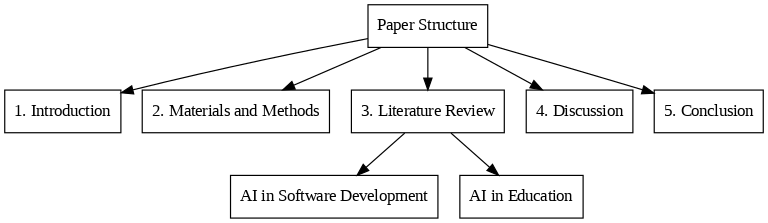 Paper Structure
1. Introduction
2. Materials and Methods
3. Literature Review
4. Discussion
5. Conclusion
AI in Software Development
AI in Education